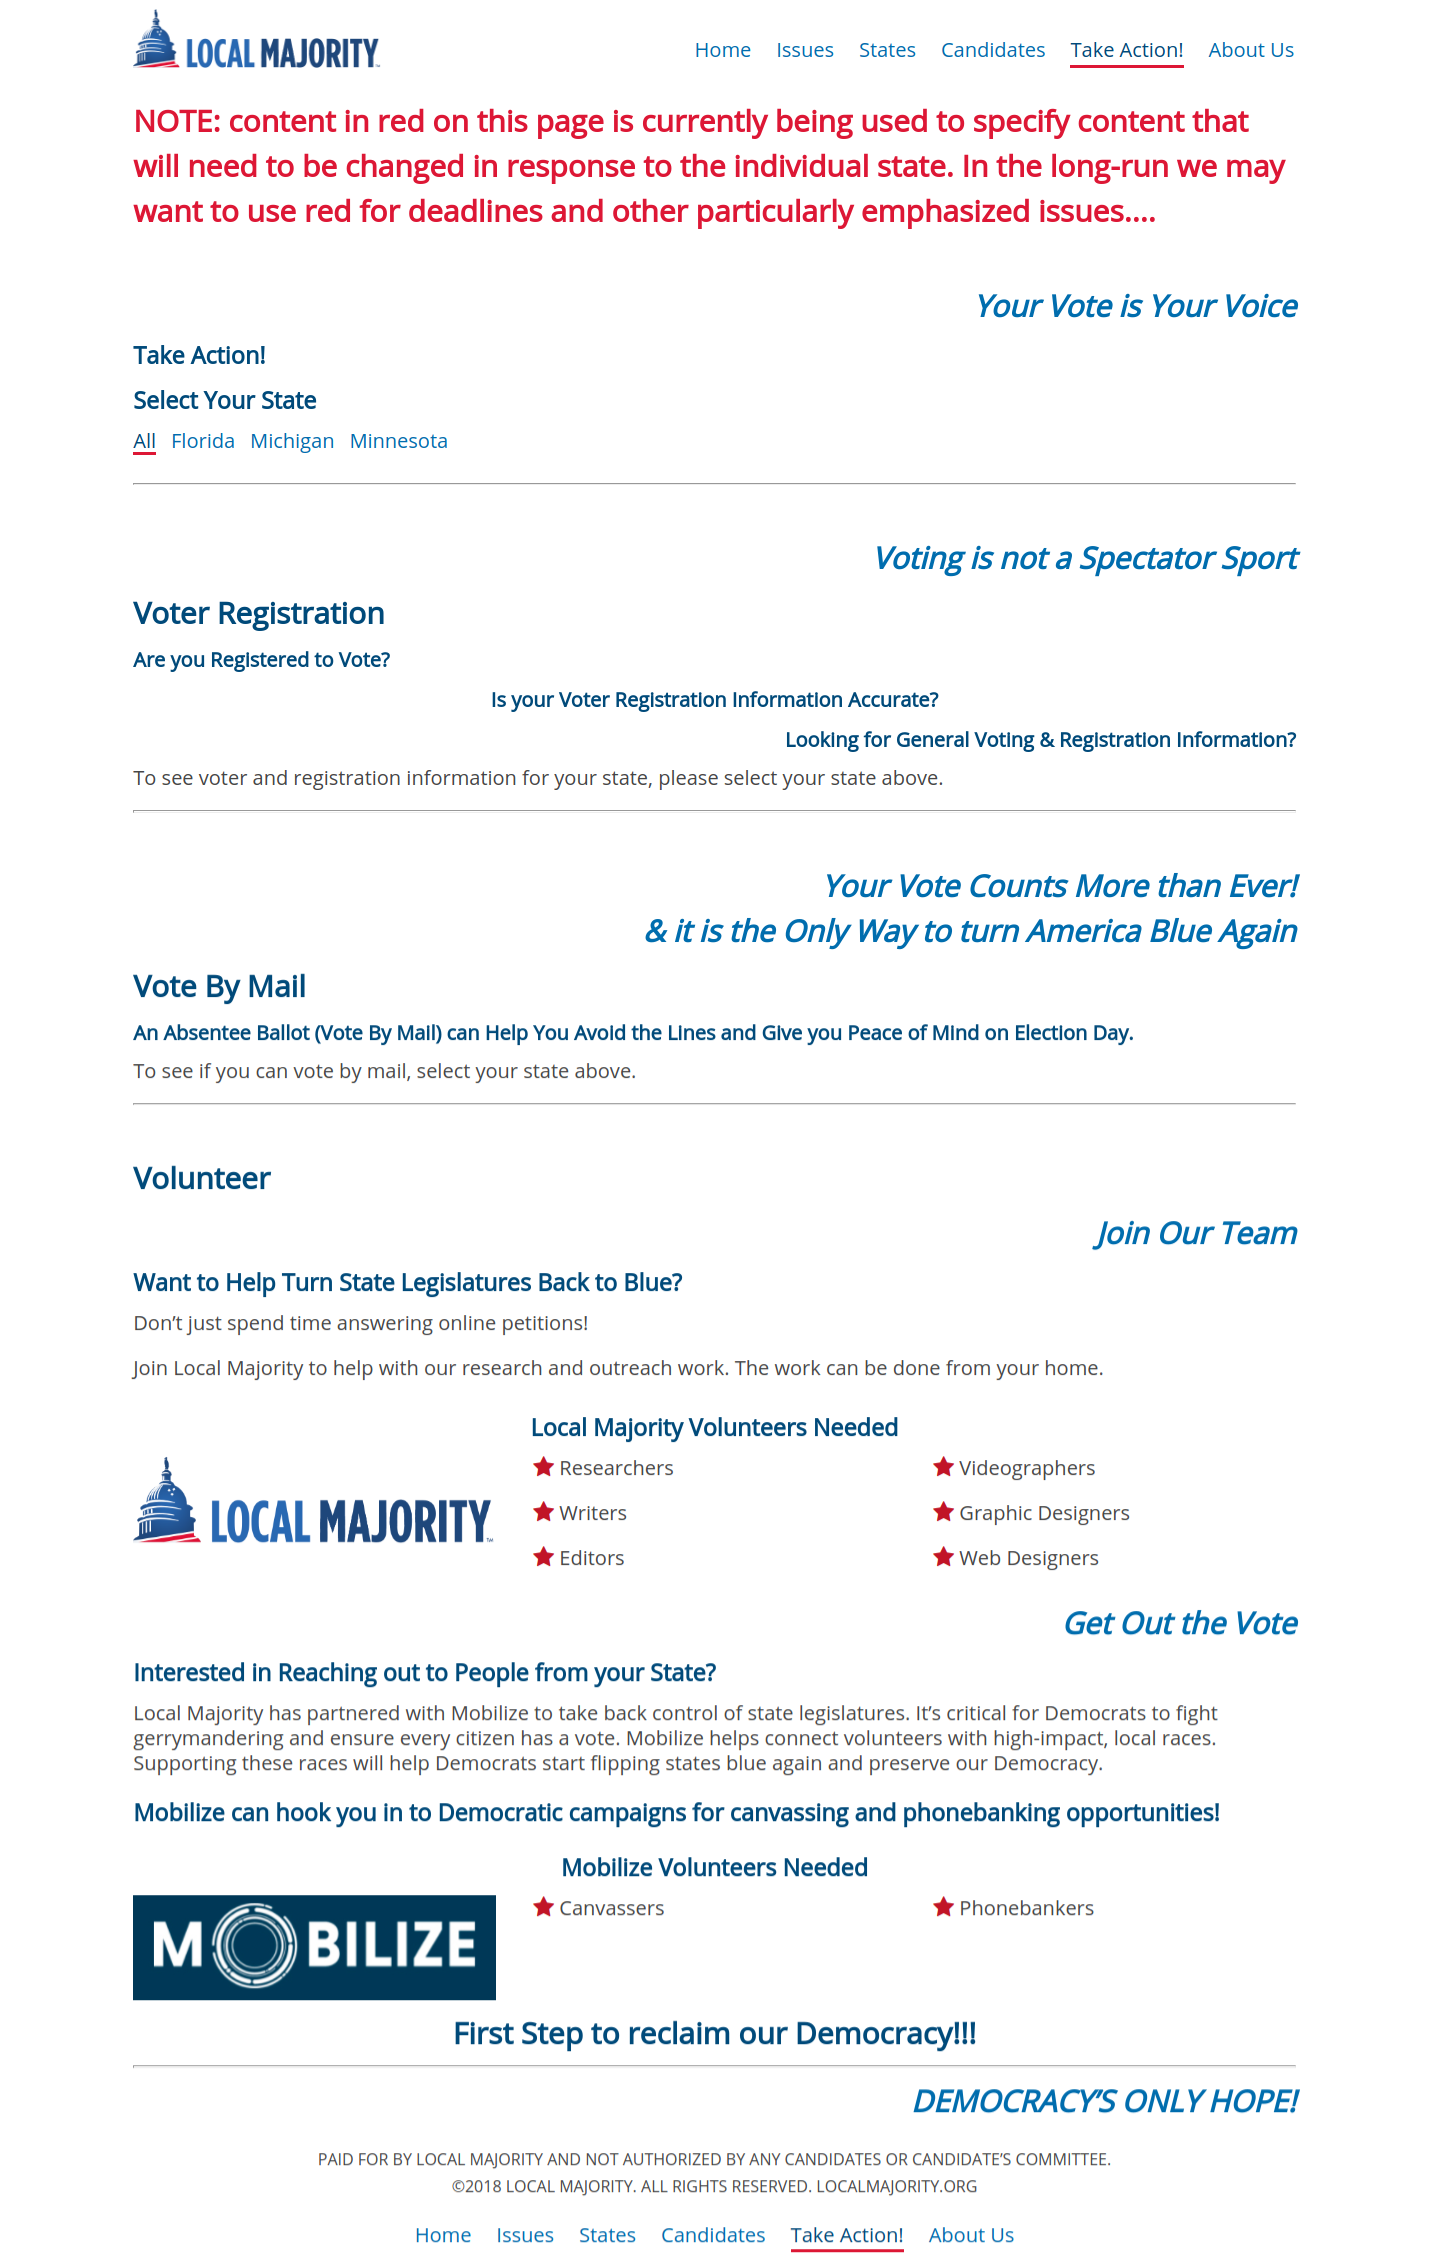 LOCAL MAJORITY™
Home Issues States Candidates Take Action! About Us
NOTE: content in red on this page is currently being used to specify content that
will need to be changed in response to the individual state. In the long-run we may
want to use red for deadlines and other particularly emphasized issues....
Your Vote is Your Voice
Take Action!
Select Your State
All Florida Michigan Minnesota
Voting is not a Spectator Sport
Voter Registration
Are you Registered to Vote?
Is your Voter Registration Information Accurate?
Looking for General Voting & Registration Information?
To see voter and registration information for your state, please select your state above.
Your Vote Counts More than Ever!
& it is the Only Way to turn America Blue Again
Vote By Mail
An Absentee Ballot (Vote By Mail) can Help You Avoid the Lines and Give you Peace of Mind on Election Day.
To see if you can vote by mail, select your state above.
Volunteer
Join Our Team
Want to Help Turn State Legislatures Back to Blue?
Don’t just spend time answering online petitions!
Join Local Majority to help with our research and outreach work. The work can be done from your home.
Local Majority Volunteers Needed
LOCAL MAJORITY™
Researchers
Writers
Editors
Videographers
Graphic Designers
Web Designers
Get Out the Vote
Interested in Reaching out to People from your State?
Local Majority has partnered with Mobilize to take back control of state legislatures. It’s critical for Democrats to fight
gerrymandering and ensure every citizen has a vote. Mobilize helps connect volunteers with high-impact, local races.
Supporting these races will help Democrats start flipping states blue again and preserve our Democracy.
Mobilize can hook you in to Democratic campaigns for canvassing and phonebanking opportunities!
Mobilize Volunteers Needed
MOBILIZE
Canvassers
Phonebankers
First Step to reclaim our Democracy!!!
DEMOCRACY’S ONLY HOPE!
PAID FOR BY LOCAL MAJORITY AND NOT AUTHORIZED BY ANY CANDIDATES OR CANDIDATE’S COMMITTEE.
©2018 LOCAL MAJORITY. ALL RIGHTS RESERVED. LOCALMAJORITY.ORG
Home Issues States Candidates Take Action! About Us